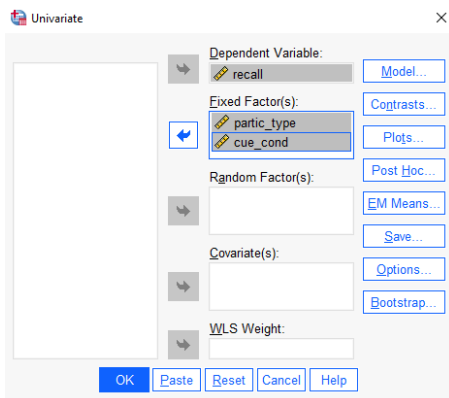 Univariate
Dependent Variable:
recall
Fixed Factor(s):
partic_type
cue_cond
Random Factor(s):
Covariate(s):
WLS Weight:
Model...
Contrasts...
Plots...
Post Hoc...
EM Means...
Save...
Options...
Bootstrap...
OK Paste Reset Cancel Help